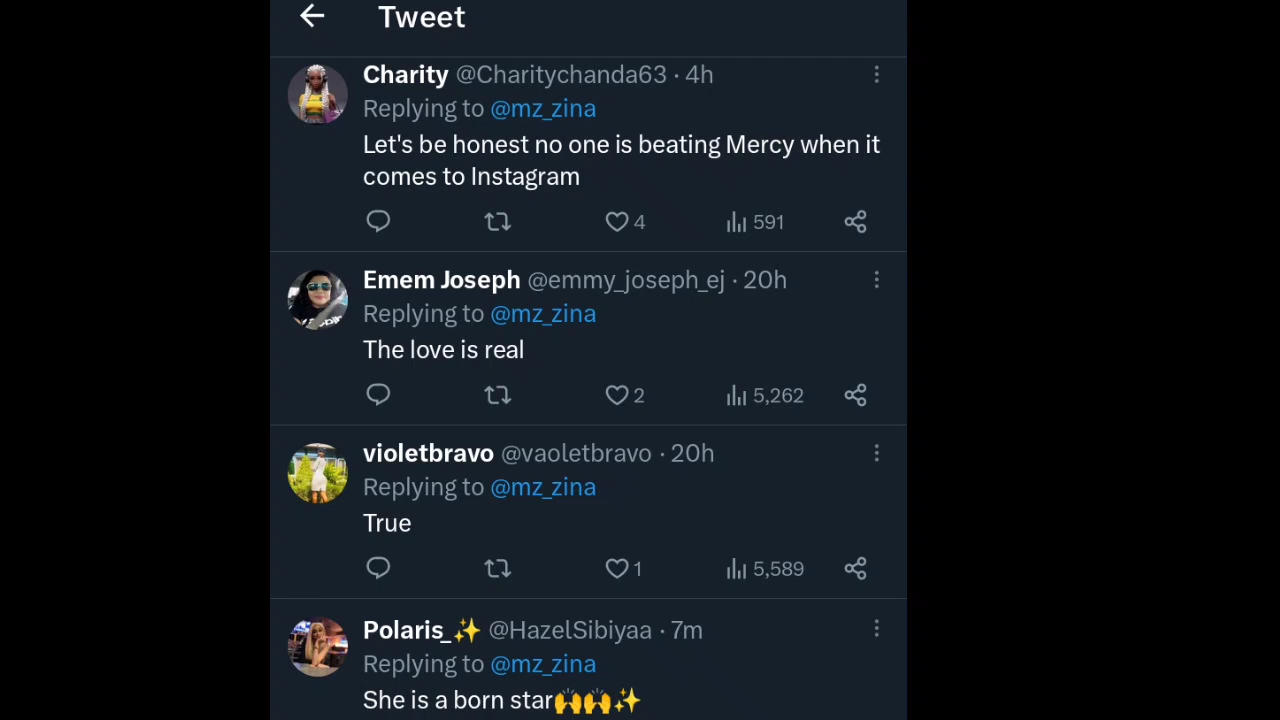 Tweet
Charity @Charitychanda63 · 4h
Replying to @mz_zina
Let's be honest no one is beating Mercy when it
comes to Instagram
4 591
Emem Joseph @emmy_joseph_ej · 20h
Replying to @mz_zina
The love is real
2 5,262
violetbravo @vaoletbravo · 20h
Replying to @mz_zina
True
1 5,589
Polaris_✨ @HazelSibiyaa · 7m
Replying to @mz_zina
She is a born star🙌🙌✨